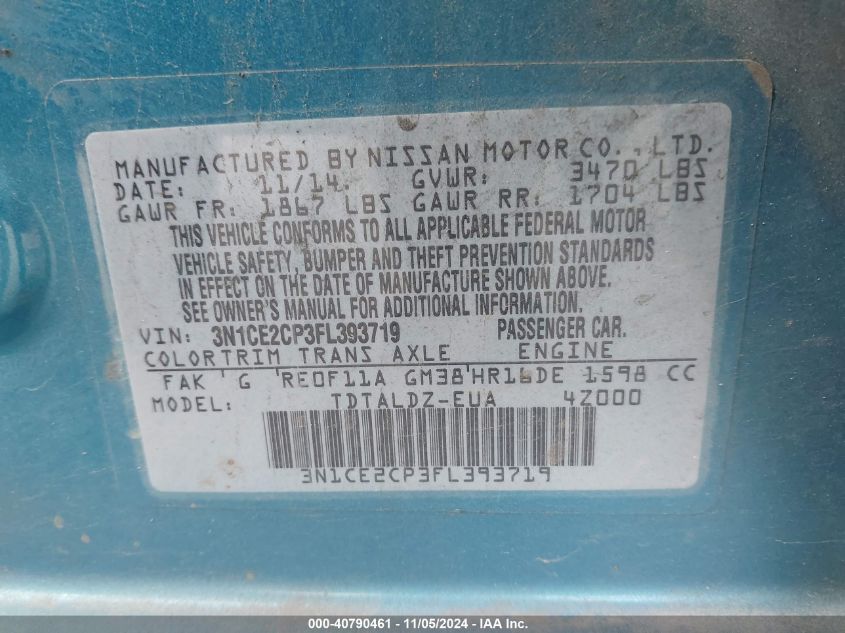 MANUFACTURED BY NISSAN MOTOR CO., LTD.
DATE: 11/14 GVWR: 3470 LBS
GAWR FR: 1867 LBS GAWR RR: 1704 LBS
THIS VEHICLE CONFORMS TO ALL APPLICABLE FEDERAL MOTOR
VEHICLE SAFETY, BUMPER AND THEFT PREVENTION STANDARDS
IN EFFECT ON THE DATE OF MANUFACTURE SHOWN ABOVE.
SEE OWNER'S MANUAL FOR ADDITIONAL INFORMATION.
VIN: 3N1CE2CP3FL393719 PASSENGER CAR.
COLORTRIM TRANS AXLE ENGINE
FAK G RE0F11A GM38 HR16DE 1598 CC
MODEL: TDTALDZ-EUA 4Z000
3N1CE2CP3FL393719
000-40790461 - 11/05/2024 - IAA Inc.